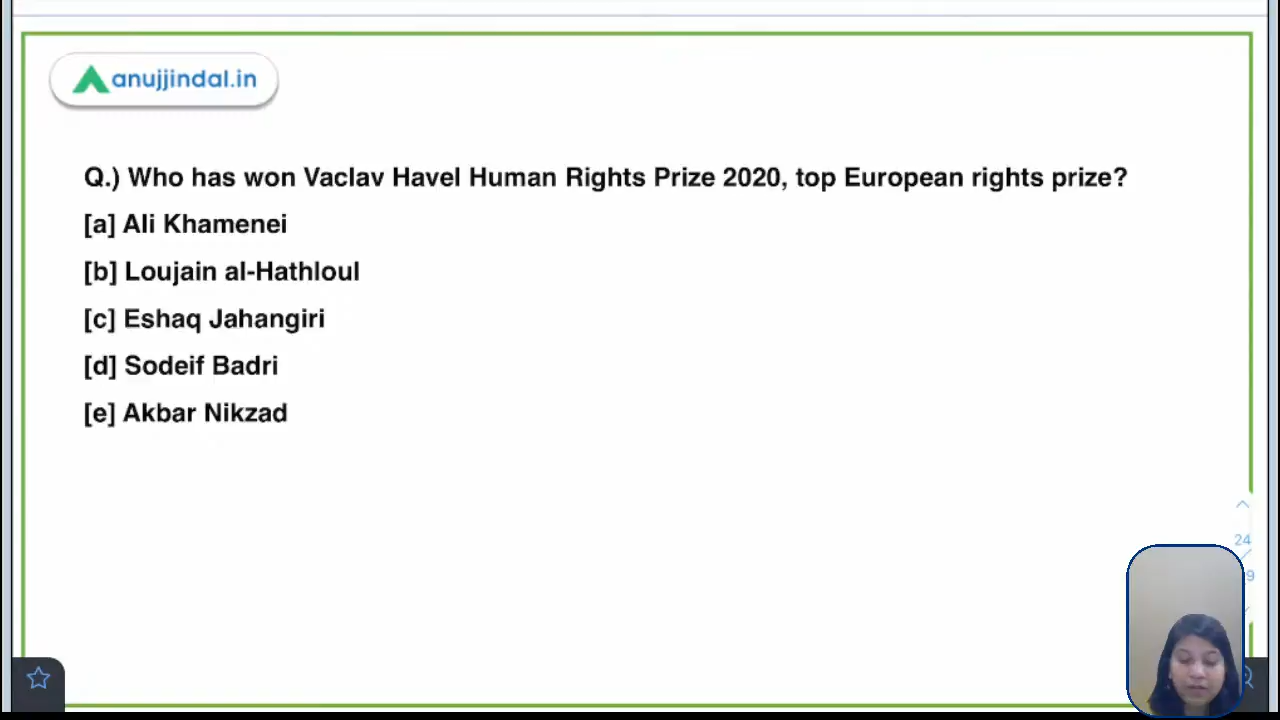 anujjindal.in
Q.) Who has won Vaclav Havel Human Rights Prize 2020, top European rights prize?
[a] Ali Khamenei
[b] Loujain al-Hathloul
[c] Eshaq Jahangiri
[d] Sodeif Badri
[e] Akbar Nikzad
24
9